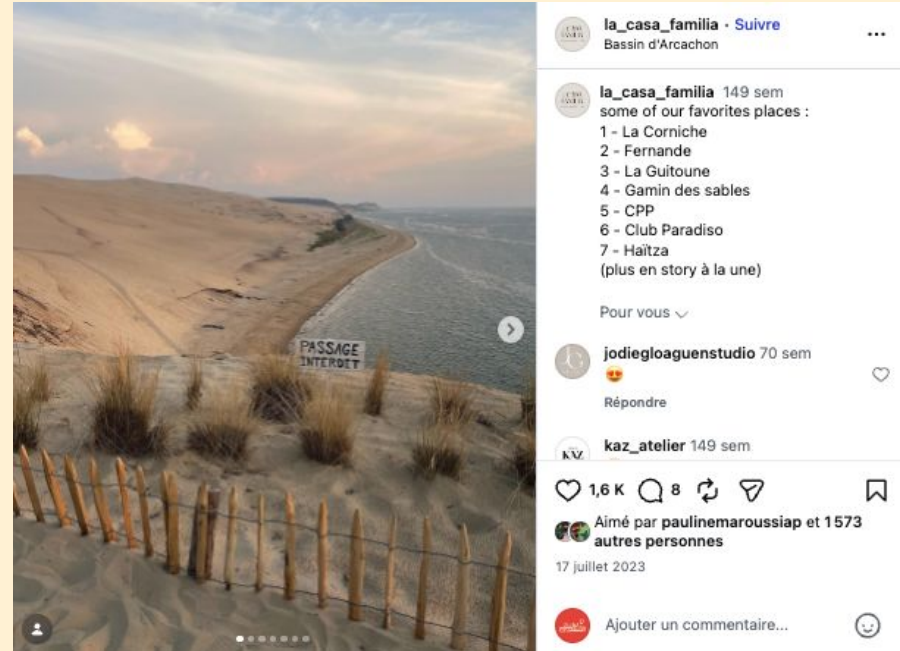 PASSAGE
INTERDIT
la_casa_familia • Suivre
Bassin d'Arcachon
la_casa_familia 149 sem
some of our favorites places :
1 - La Corniche
2 - Fernande
3 - La Guitoune
4 - Gamin des sables
5 - CPP
6 - Club Paradiso
7 - Haïtza
(plus en story à la une)
Pour vous
jodiegloaguenstudio 70 sem
Répondre
kaz_atelier 149 sem
1,6 K 8
Aimé par paulinemaroussiap et 1 573
autres personnes
17 juillet 2023
Ajouter un commentaire...